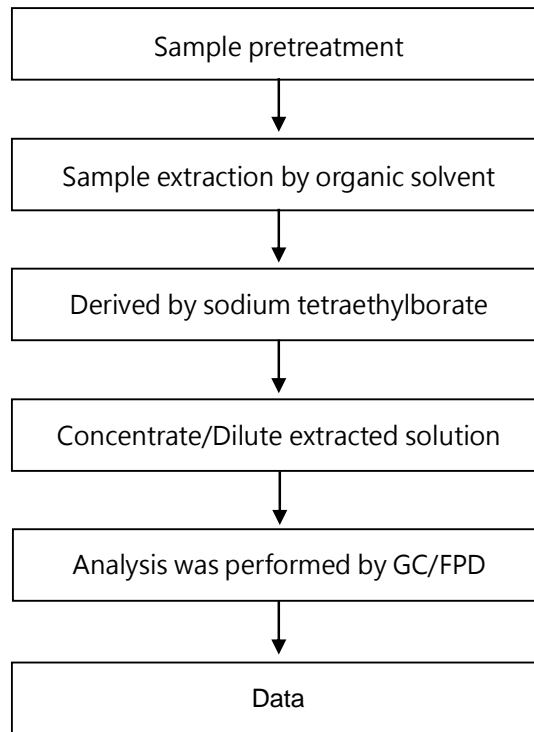 Sample pretreatment
Sample extraction by organic solvent
Derived by sodium tetraethylborate
Concentrate/Dilute extracted solution
Analysis was performed by GC/FPD
Data